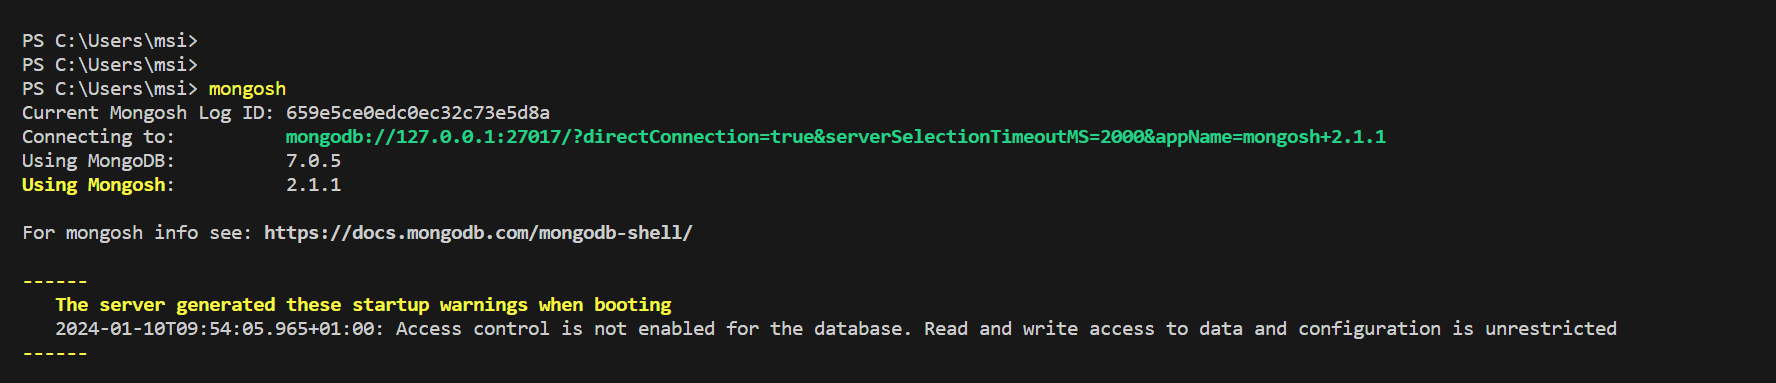 PS C:\Users\msi>
PS C:\Users\msi>
PS C:\Users\msi> mongosh
Current Mongosh Log ID: 659e5ce0edc0ec32c73e5d8a
Connecting to:          mongodb://127.0.0.1:27017/?directConnection=true&serverSelectionTimeoutMS=2000&appName=mongosh+2.1.1
Using MongoDB:          7.0.5
Using Mongosh:          2.1.1
For mongosh info see: https://docs.mongodb.com/mongodb-shell/
------
   The server generated these startup warnings when booting
   2024-01-10T09:54:05.965+01:00: Access control is not enabled for the database. Read and write access to data and configuration is unrestricted
------